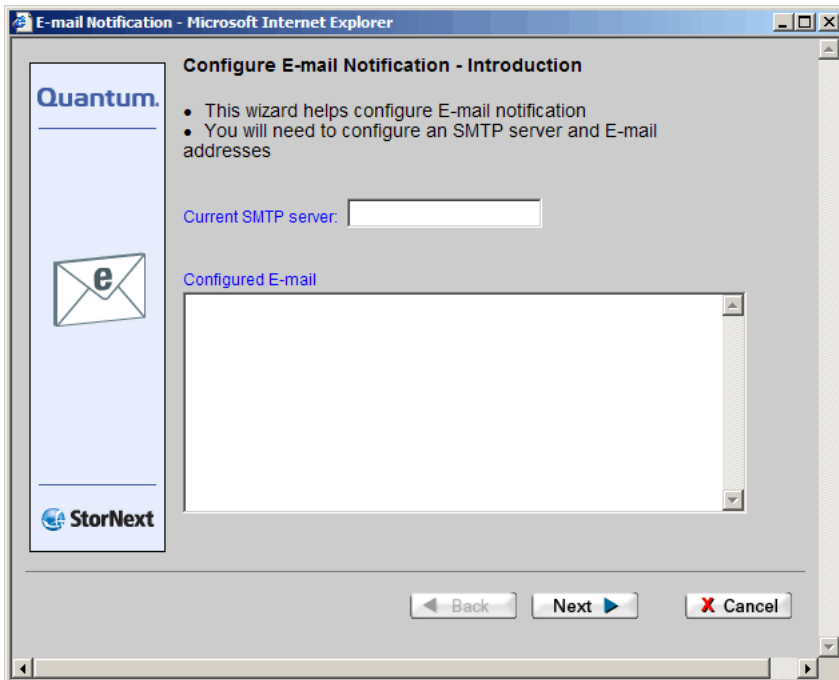 E-mail Notification - Microsoft Internet Explorer
Quantum.
Configure E-mail Notification - Introduction
• This wizard helps configure E-mail notification
• You will need to configure an SMTP server and E-mail
addresses
Current SMTP server:
e
Configured E-mail
StorNext
Back
Next
X Cancel